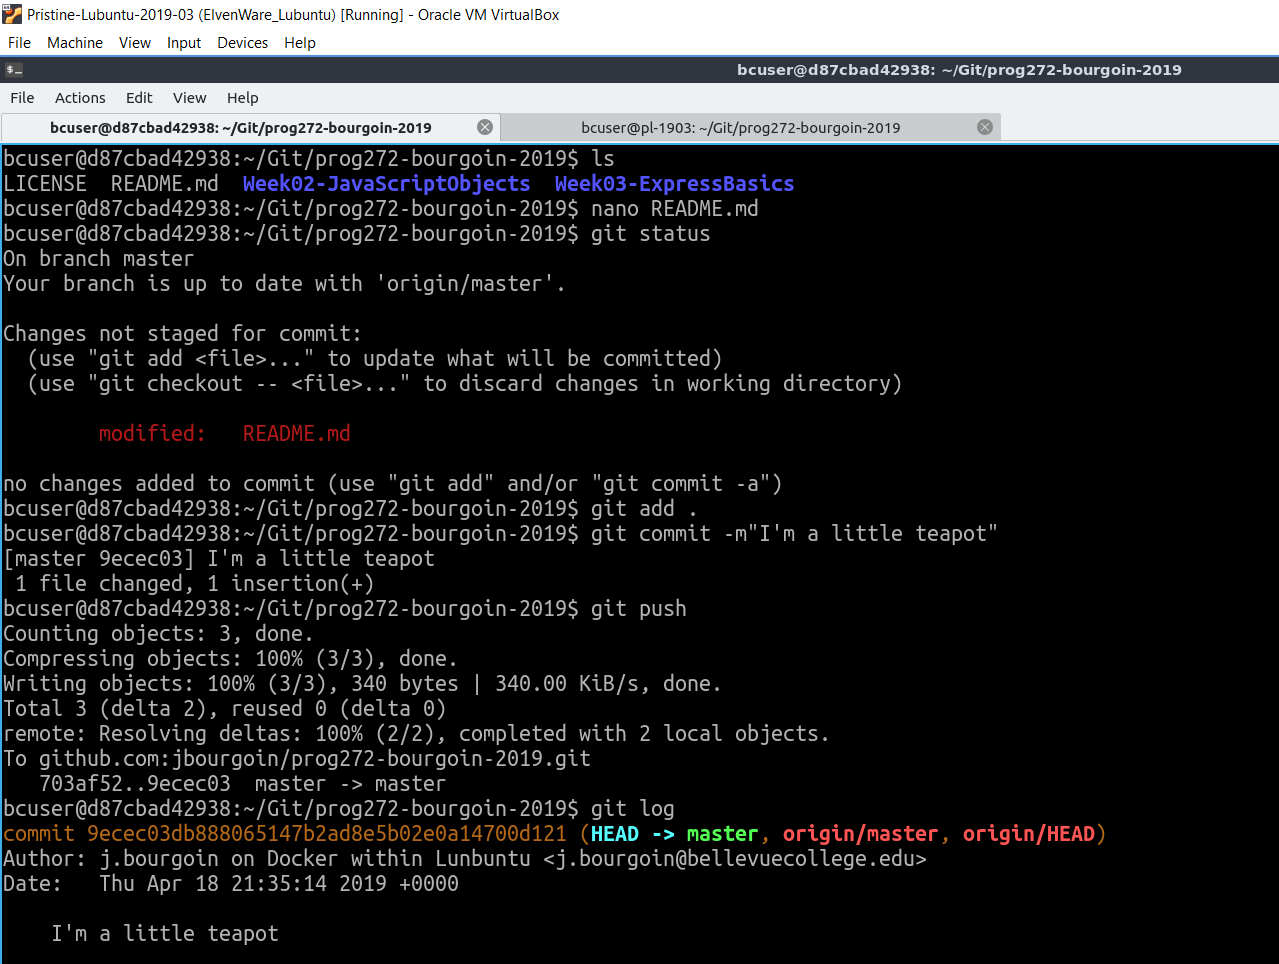 Pristine-Lubuntu-2019-03 (ElvenWare_Lubuntu) [Running] - Oracle VM VirtualBox
File Machine View Input Devices Help
bcuser@d87cbad42938: ~/Git/prog272-bourgoin-2019
File Actions Edit View Help
bcuser@d87cbad42938: ~/Git/prog272-bourgoin-2019 bcuser@pl-1903: ~/Git/prog272-bourgoin-2019
bcuser@d87cbad42938:~/Git/prog272-bourgoin-2019$ ls
LICENSE  README.md  Week02-JavaScriptObjects  Week03-ExpressBasics
bcuser@d87cbad42938:~/Git/prog272-bourgoin-2019$ nano README.md
bcuser@d87cbad42938:~/Git/prog272-bourgoin-2019$ git status
On branch master
Your branch is up to date with 'origin/master'.
Changes not staged for commit:
  (use "git add <file>..." to update what will be committed)
  (use "git checkout -- <file>..." to discard changes in working directory)
        modified:   README.md
no changes added to commit (use "git add" and/or "git commit -a")
bcuser@d87cbad42938:~/Git/prog272-bourgoin-2019$ git add .
bcuser@d87cbad42938:~/Git/prog272-bourgoin-2019$ git commit -m"I'm a little teapot"
[master 9ecec03] I'm a little teapot
 1 file changed, 1 insertion(+)
bcuser@d87cbad42938:~/Git/prog272-bourgoin-2019$ git push
Counting objects: 3, done.
Compressing objects: 100% (3/3), done.
Writing objects: 100% (3/3), 340 bytes | 340.00 KiB/s, done.
Total 3 (delta 2), reused 0 (delta 0)
remote: Resolving deltas: 100% (2/2), completed with 2 local objects.
To github.com:jbourgoin/prog272-bourgoin-2019.git
   703af52..9ecec03  master -> master
bcuser@d87cbad42938:~/Git/prog272-bourgoin-2019$ git log
commit 9ecec03db888065147b2ad8e5b02e0a14700d121 (HEAD -> master, origin/master, origin/HEAD)
Author: j.bourgoin on Docker within Lunbuntu <j.bourgoin@bellevuecollege.edu>
Date:   Thu Apr 18 21:35:14 2019 +0000
    I'm a little teapot